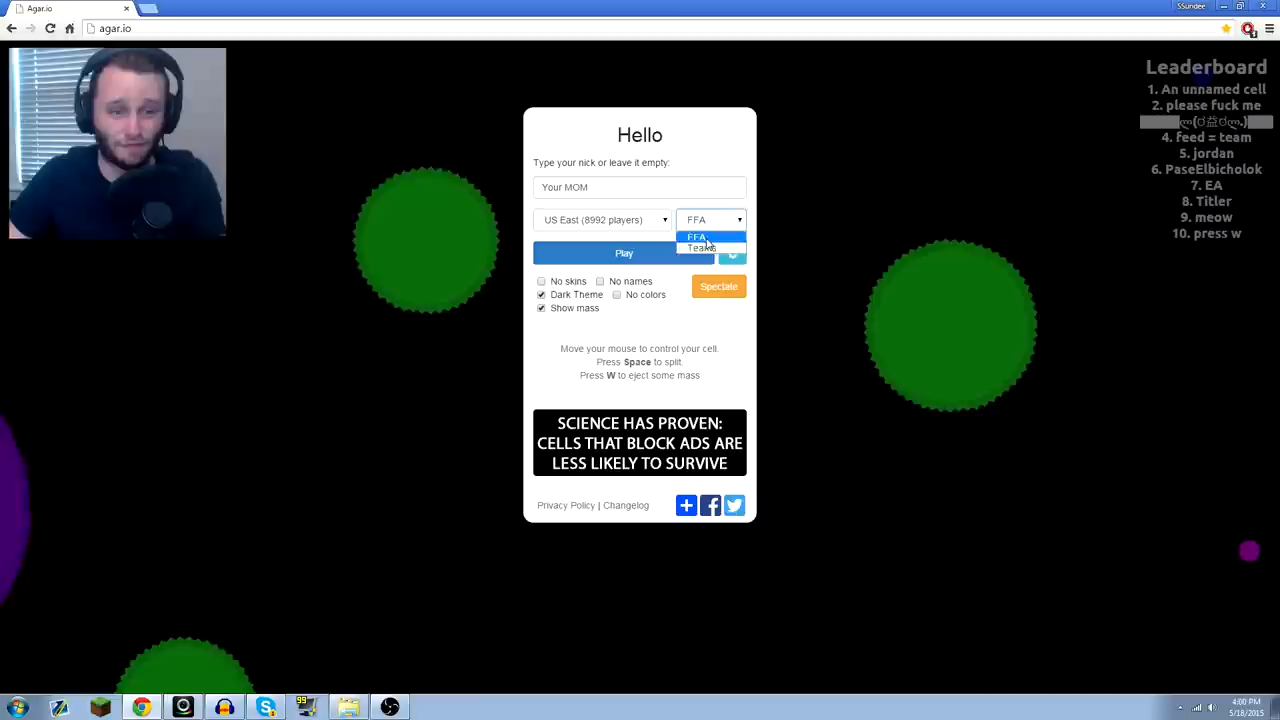 Agar.io
SSundee
agar.io
Leaderboard
1. An unnamed cell
2. please fuck me
4. feed = team
5. jordan
6. PaseElbicholok
7. EA
8. Titler
9. meow
10. press w
Hello
Type your nick or leave it empty:
Your MOM
US East (8992 players)
FFA
FFA
Teams
Play
No skins
No names
Dark Theme
No colors
Show mass
Spectate
Move your mouse to control your cell.
Press Space to split.
Press W to eject some mass
SCIENCE HAS PROVEN:
CELLS THAT BLOCK ADS ARE
LESS LIKELY TO SURVIVE
Privacy Policy | Changelog
99
4:00 PM
5/18/2015